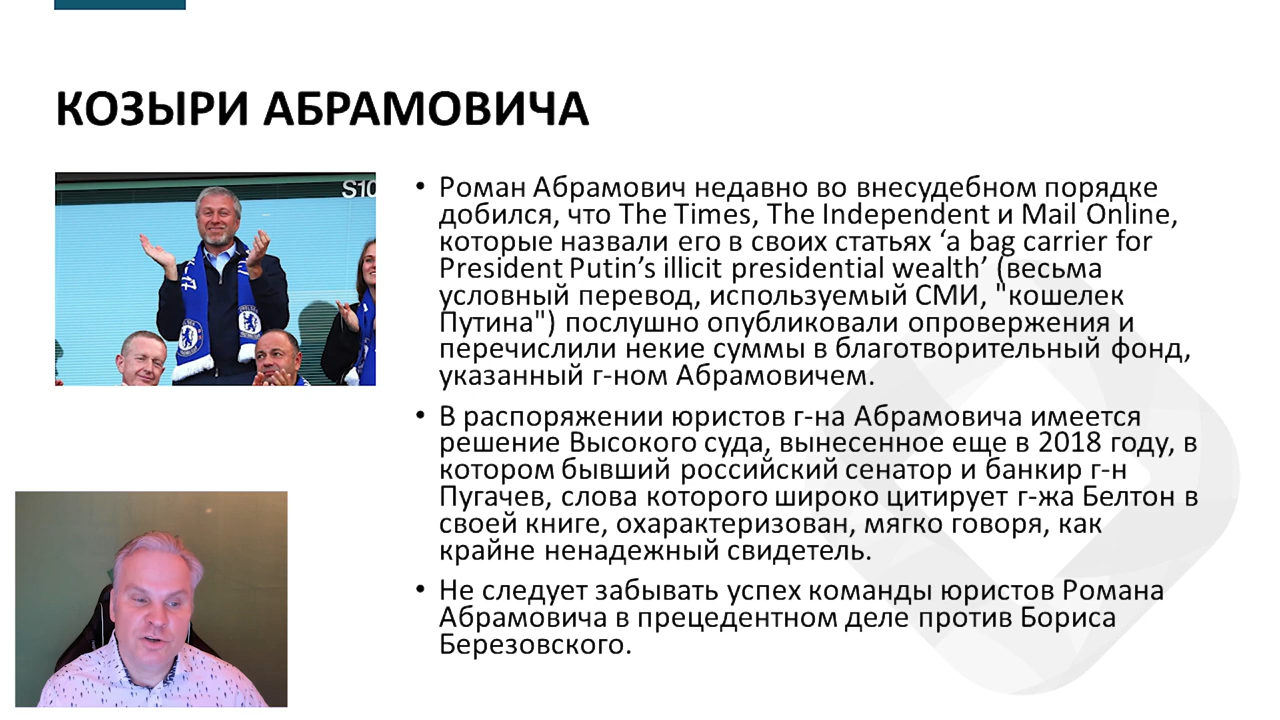 КОЗЫРИ АБРАМОВИЧА
S10
• Роман Абрамович недавно во внесудебном порядке
добился, что The Times, The Independent и Mail Online,
которые назвали его в своих статьях ‘a bag carrier for
President Putin’s illicit presidential wealth’ (весьма
условный перевод, используемый СМИ, "кошелек
Путина") послушно опубликовали опровержения и
перечислили некие суммы в благотворительный фонд,
указанный г-ном Абрамовичем.
• В распоряжении юристов г-на Абрамовича имеется
решение Высокого суда, вынесенное еще в 2018 году, в
котором бывший российский сенатор и банкир г-н
Пугачев, слова которого широко цитирует г-жа Белтон в
своей книге, охарактеризован, мягко говоря, как
крайне ненадежный свидетель.
• Не следует забывать успех команды юристов Романа
Абрамовича в прецедентном деле против Бориса
Березовского.